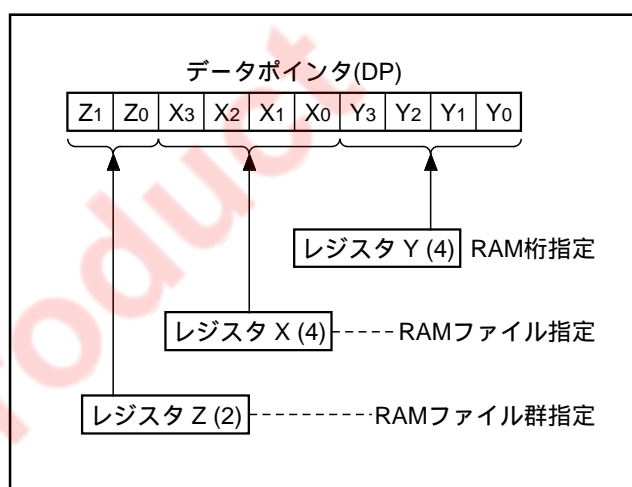 データポインタ(DP)
Z1 Z0 X3 X2 X1 X0 Y3 Y2 Y1 Y0
レジスタ Y (4) RAM桁指定
レジスタ X (4) RAMファイル指定
レジスタ Z (2) RAMファイル群指定
roduct